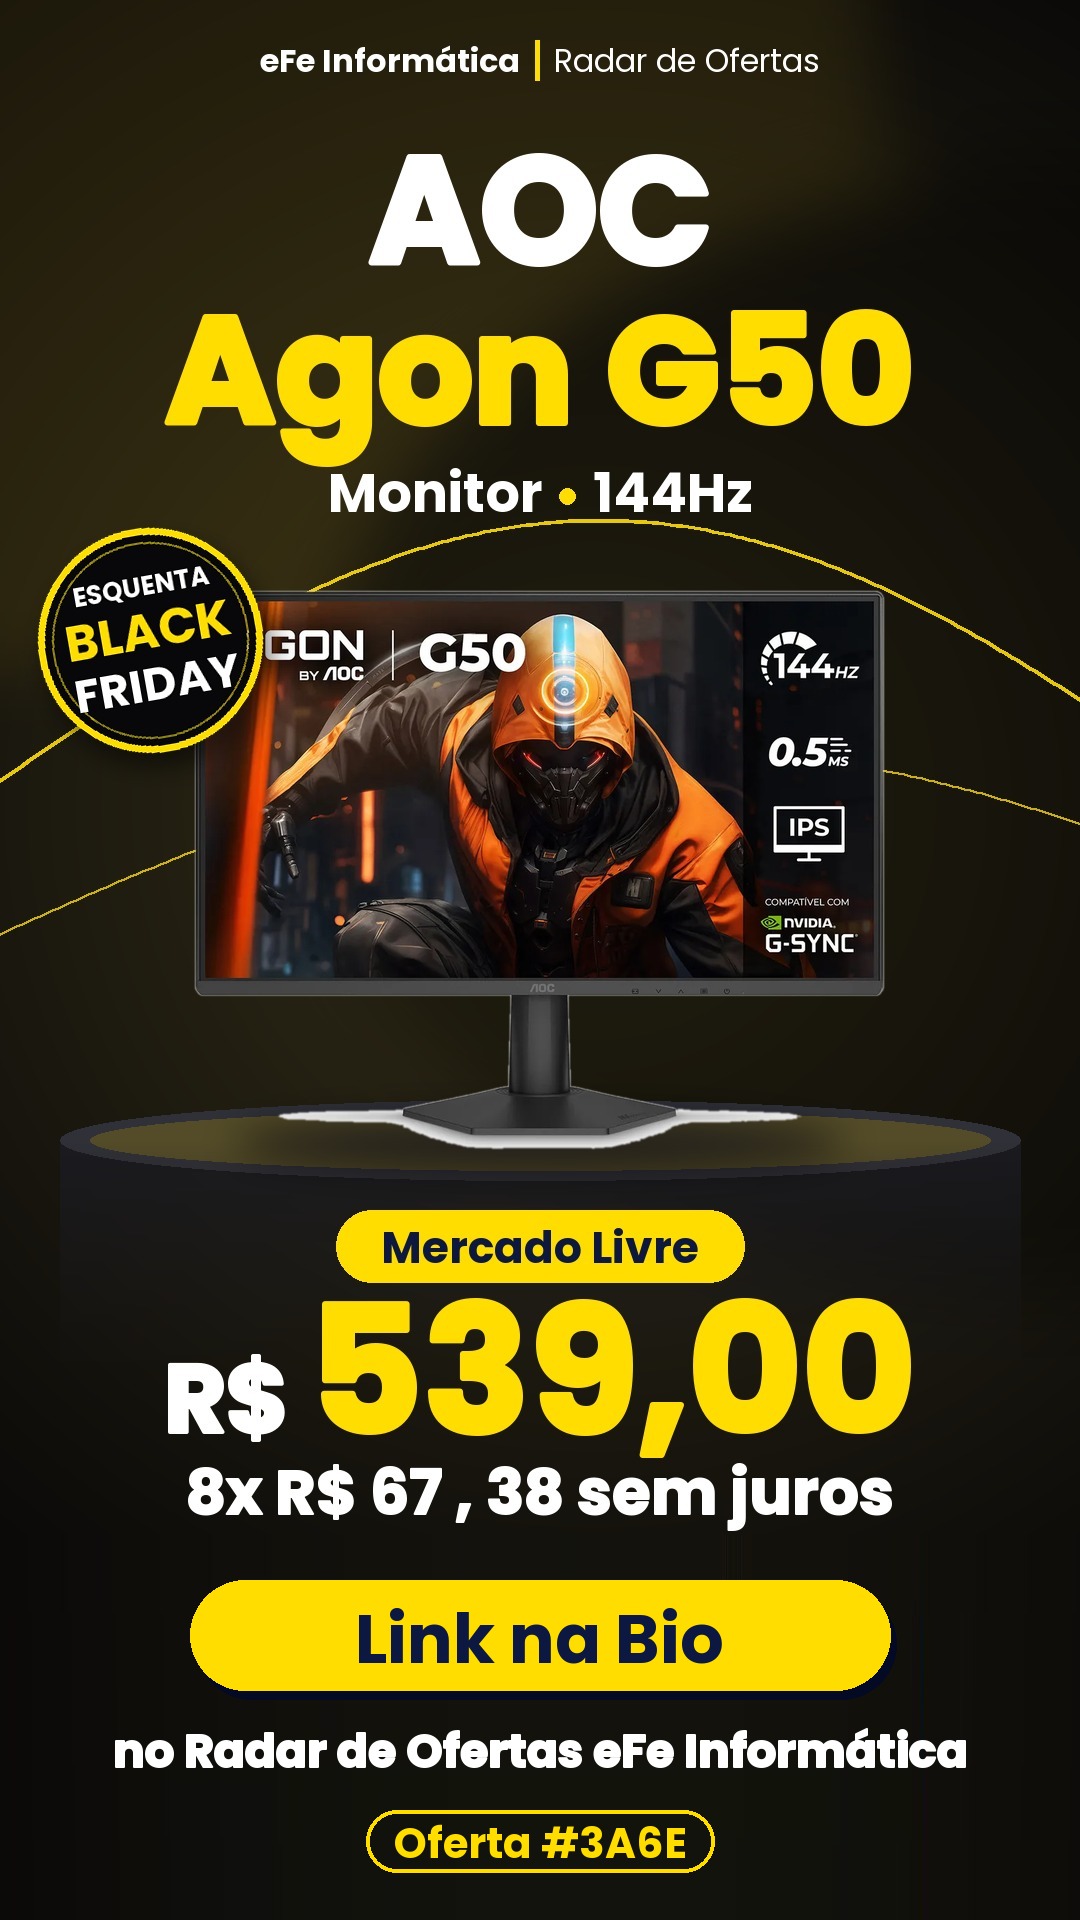 eFe Informática | Radar de Ofertas
AOC
Agon G50
Monitor • 144Hz
ESQUENTA
BLACK
FRIDAY
GON | G50
BY AOC
144HZ
0.5MS
IPS
COMPATÍVEL COM
NVIDIA.
G-SYNC
AOC
Mercado Livre
R$ 539,00
8x R$ 67 , 38 sem juros
Link na Bio
no Radar de Ofertas eFe Informática
Oferta #3A6E